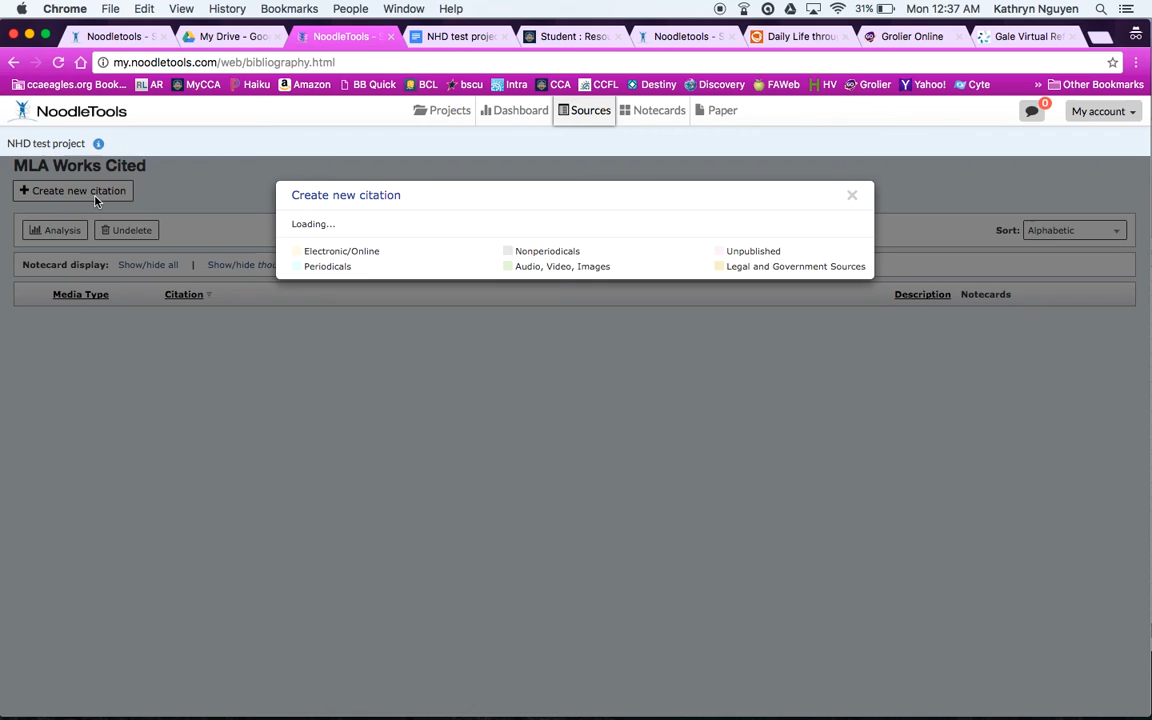 Chrome File Edit View History Bookmarks People Window Help 31% Mon 12:37 AM Kathryn Nguyen
Noodletools - S My Drive - Goo NoodleTools - S NHD test projec Student : Resou Noodletools - S Daily Life throu Grolier Online Gale Virtual Ref
my.noodletools.com/web/bibliography.html
ccaeagles.org Book... RL AR MyCCA Haiku Amazon BB Quick BCL bscu Intra CCA CCFL Destiny Discovery FAWeb HV Grolier Yahoo! Cyte » Other Bookmarks
NoodleTools Projects Dashboard Sources Notecards Paper 0 My account
NHD test project
MLA Works Cited
Create new citation
Create new citation
Loading...
Analysis Undelete Sort: Alphabetic
Electronic/Online Nonperiodicals Unpublished
Periodicals Audio, Video, Images Legal and Government Sources
Notecard display: Show/hide all | Show/hide thou
Media Type Citation Description Notecards